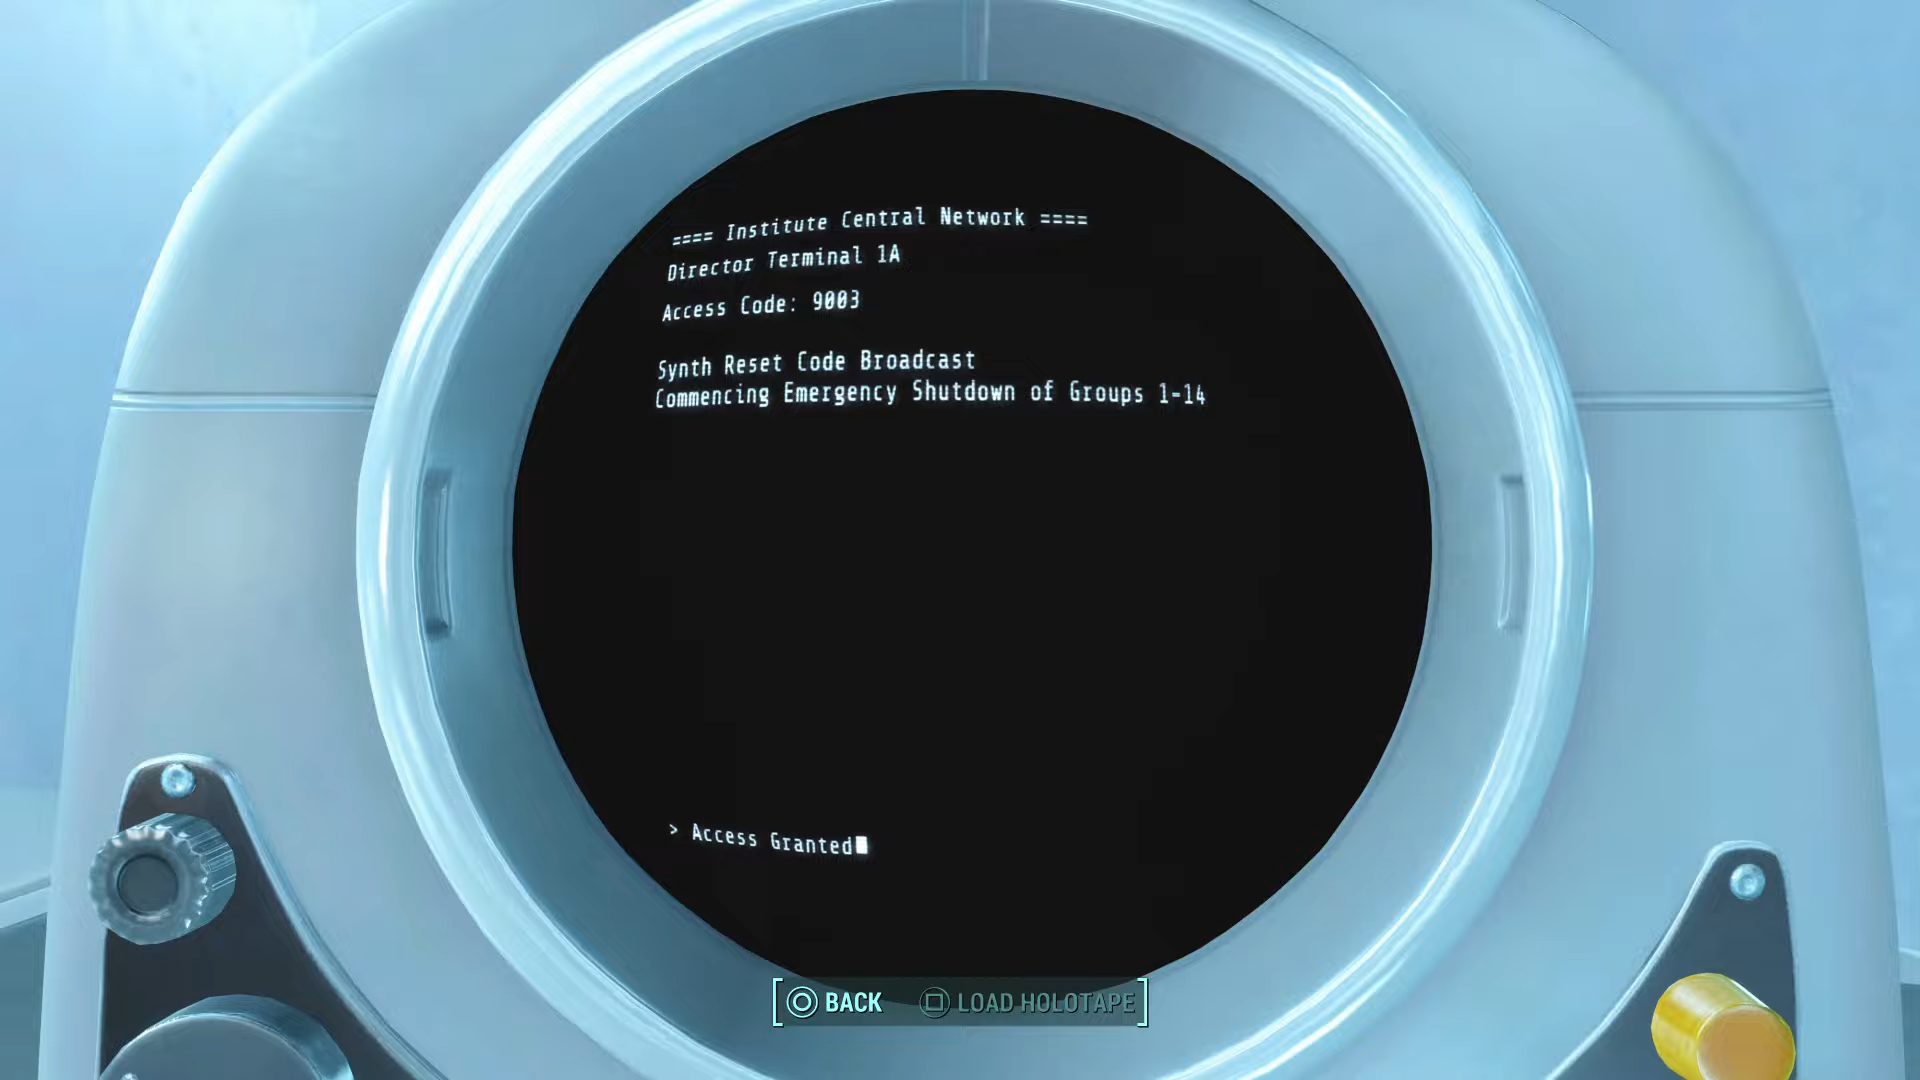 ==== Institute Central Network ====
Director Terminal 1A
Access Code: 9003
Synth Reset Code Broadcast
Commencing Emergency Shutdown of Groups 1-14
> Access Granted
BACK LOAD HOLOTAPE